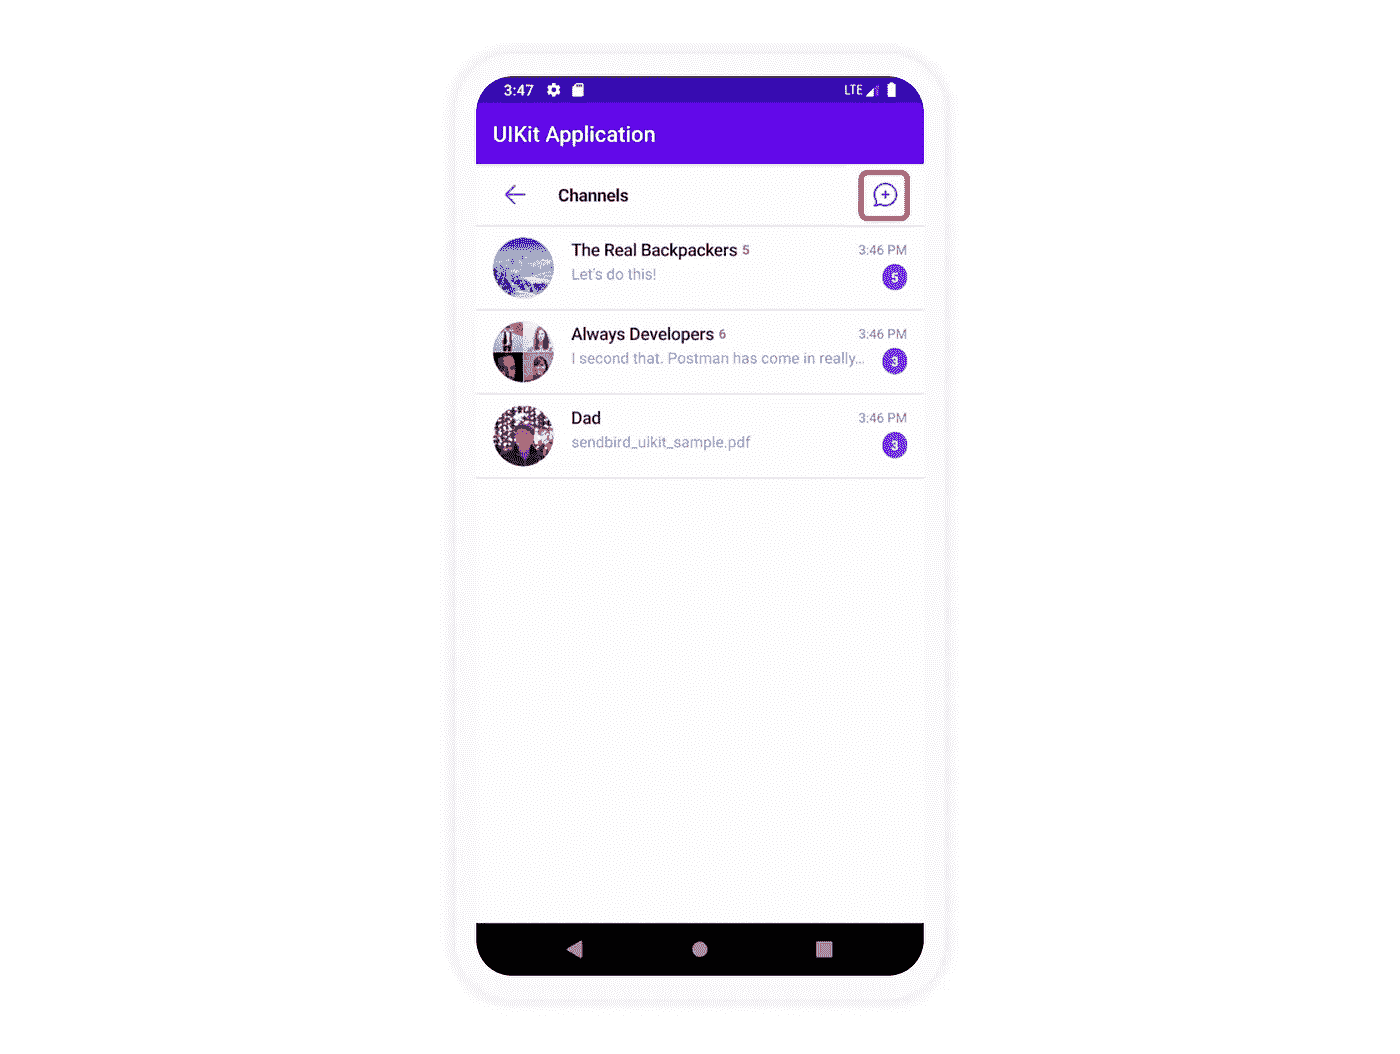 3:47 LTE
UIKit Application
Channels
The Real Backpackers 5 3:46 PM
Let's do this! 5
Always Developers 6 3:46 PM
I second that. Postman has come in really... 3
Dad 3:46 PM
sendbird_uikit_sample.pdf 3